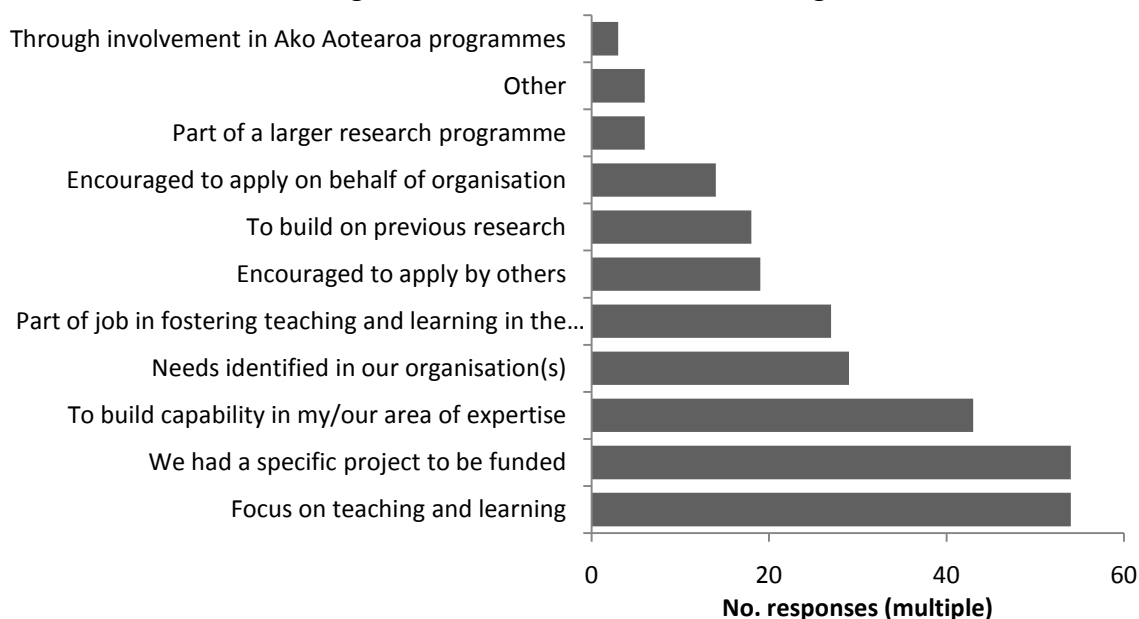 Through involvement in Ako Aotearoa programmes
Other
Part of a larger research programme
Encouraged to apply on behalf of organisation
To build on previous research
Encouraged to apply by others
Part of job in fostering teaching and learning in the…
Needs identified in our organisation(s)
To build capability in my/our area of expertise
We had a specific project to be funded
Focus on teaching and learning
0 20 40 60
No. responses (multiple)